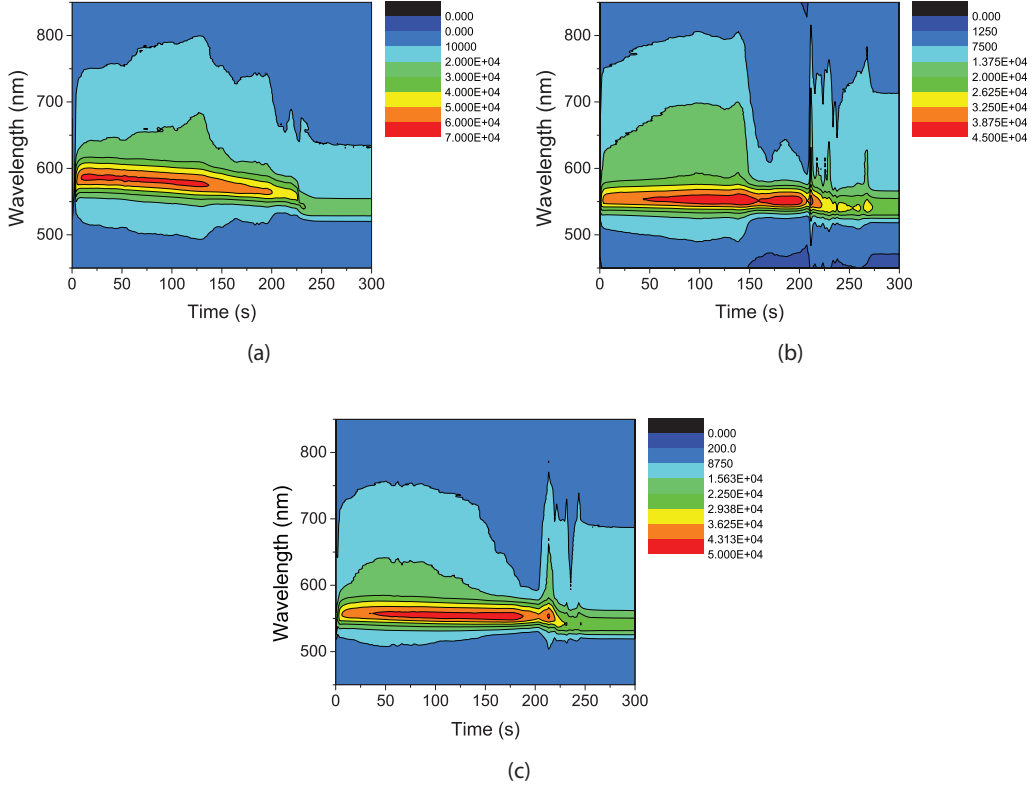 800
700
600
500
Wavelength (nm)
0 50 100 150 200 250 300
Time (s)
0.000
0.000
10000
2.000E+04
3.000E+04
4.000E+04
5.000E+04
6.000E+04
7.000E+04
(a)
800
700
600
500
Wavelength (nm)
0 50 100 150 200 250 300
Time (s)
0.000
1250
7500
1.375E+04
2.000E+04
2.625E+04
3.250E+04
3.875E+04
4.500E+04
(b)
800
700
600
500
Wavelength (nm)
0 50 100 150 200 250 300
Time (s)
0.000
200.0
8750
1.563E+04
2.250E+04
2.938E+04
3.625E+04
4.313E+04
5.000E+04
(c)